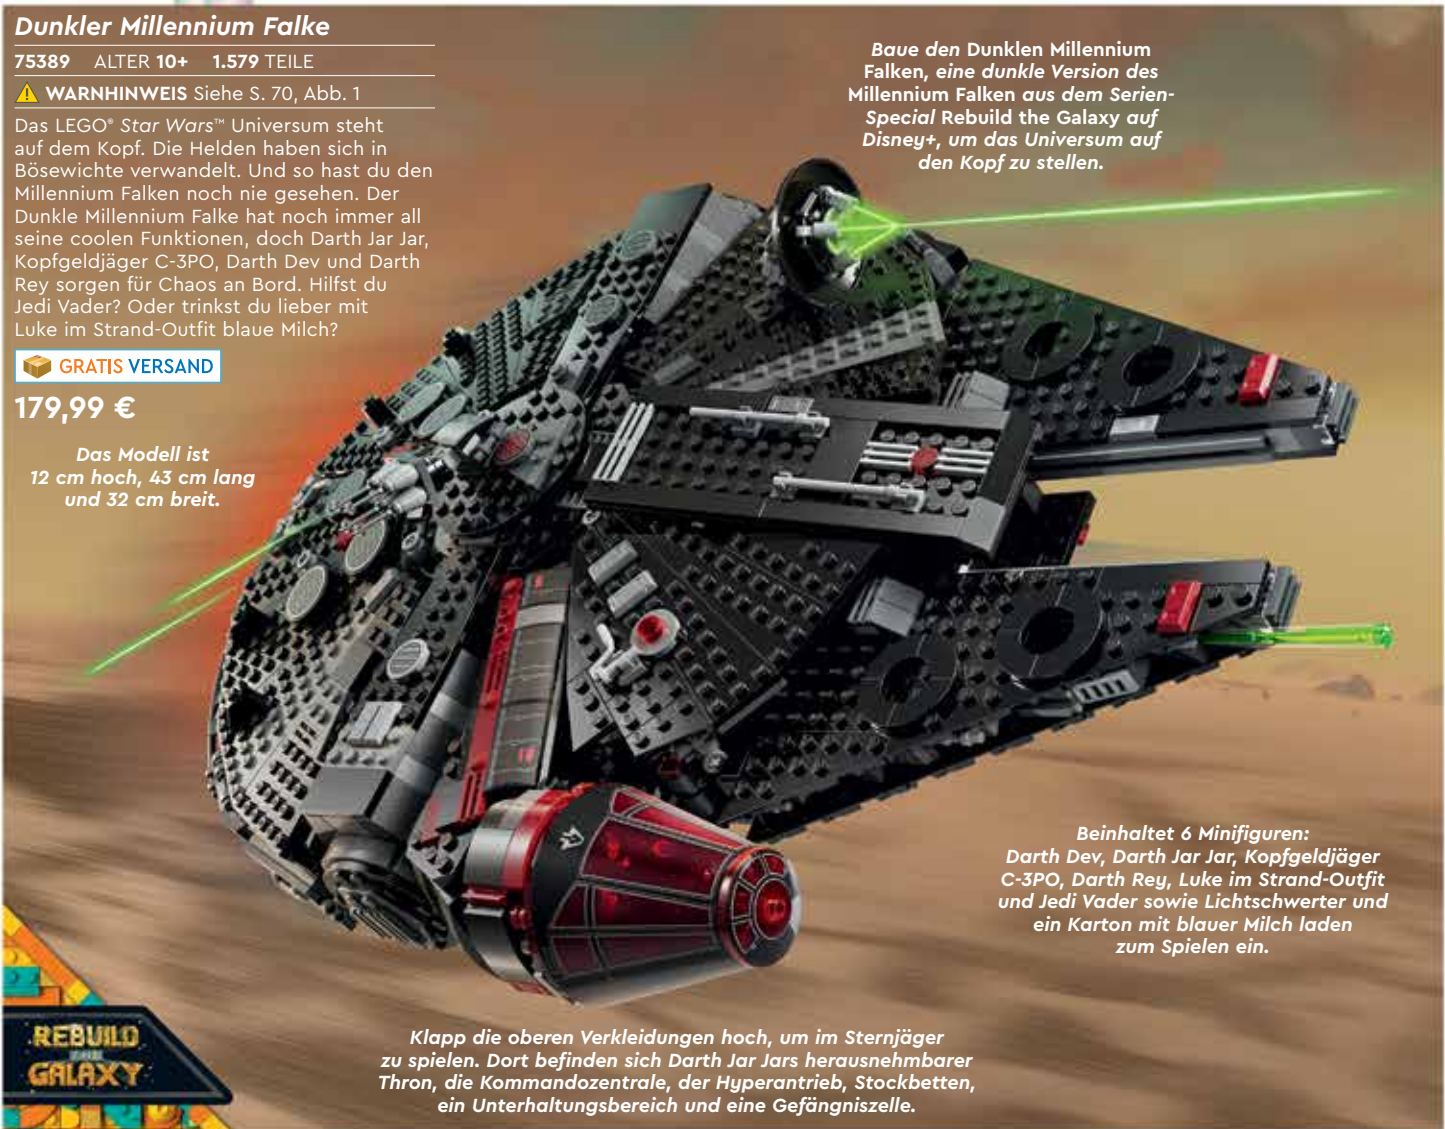 Dunkler Millennium Falke
75389 ALTER 10+ 1.579 TEILE
WARNHINWEIS Siehe S. 70, Abb. 1
Das LEGO® Star Wars™ Universum steht
auf dem Kopf. Die Helden haben sich in
Bösewichte verwandelt. Und so hast du den
Millennium Falken noch nie gesehen. Der
Dunkle Millennium Falke hat noch immer all
seine coolen Funktionen, doch Darth Jar Jar,
Kopfgeldjäger C-3PO, Darth Dev und Darth
Rey sorgen für Chaos an Bord. Hilfst du
Jedi Vader? Oder trinkst du lieber mit
Luke im Strand-Outfit blaue Milch?
GRATIS VERSAND
179,99 €
Das Modell ist
12 cm hoch, 43 cm lang
und 32 cm breit.
Baue den Dunklen Millennium
Falken, eine dunkle Version des
Millennium Falken aus dem Serien-
Special Rebuild the Galaxy auf
Disney+, um das Universum auf
den Kopf zu stellen.
Beinhaltet 6 Minifiguren:
Darth Dev, Darth Jar Jar, Kopfgeldjäger
C-3PO, Darth Rey, Luke im Strand-Outfit
und Jedi Vader sowie Lichtschwerter und
ein Karton mit blauer Milch laden
zum Spielen ein.
Klapp die oberen Verkleidungen hoch, um im Sternjäger
zu spielen. Dort befinden sich Darth Jar Jars herausnehmbarer
Thron, die Kommandozentrale, der Hyperantrieb, Stockbetten,
ein Unterhaltungsbereich und eine Gefängniszelle.
REBUILD
THE
GALAXY